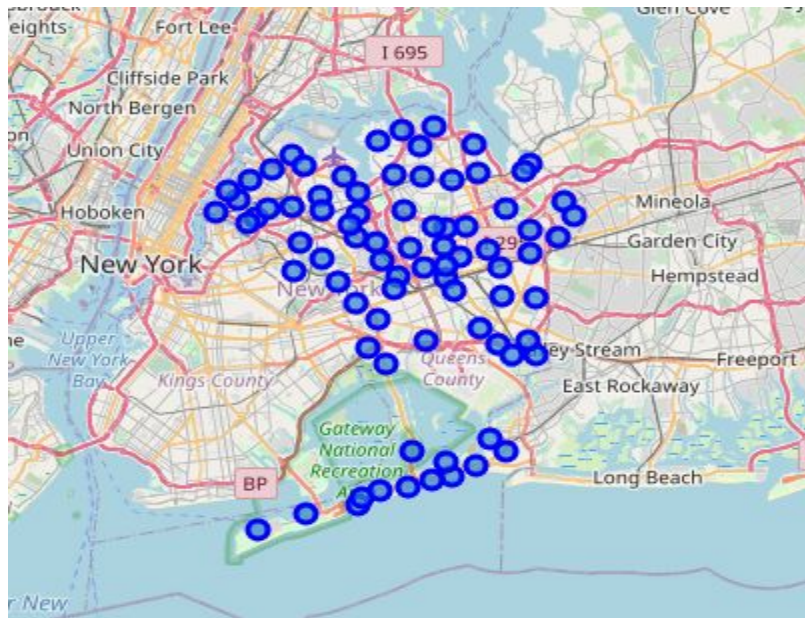 Glen Cove
eights
Fort Lee
I 695
Cliffside Park
North Bergen
on
Union City
Hoboken
Mineola
Garden City
New York
Hempstead
New York
Upper
New York
Bay
Kings County
Queens
County
ley Stream
Freeport
East Rockaway
Gateway
National
Recreation
Long Beach
BP
r New